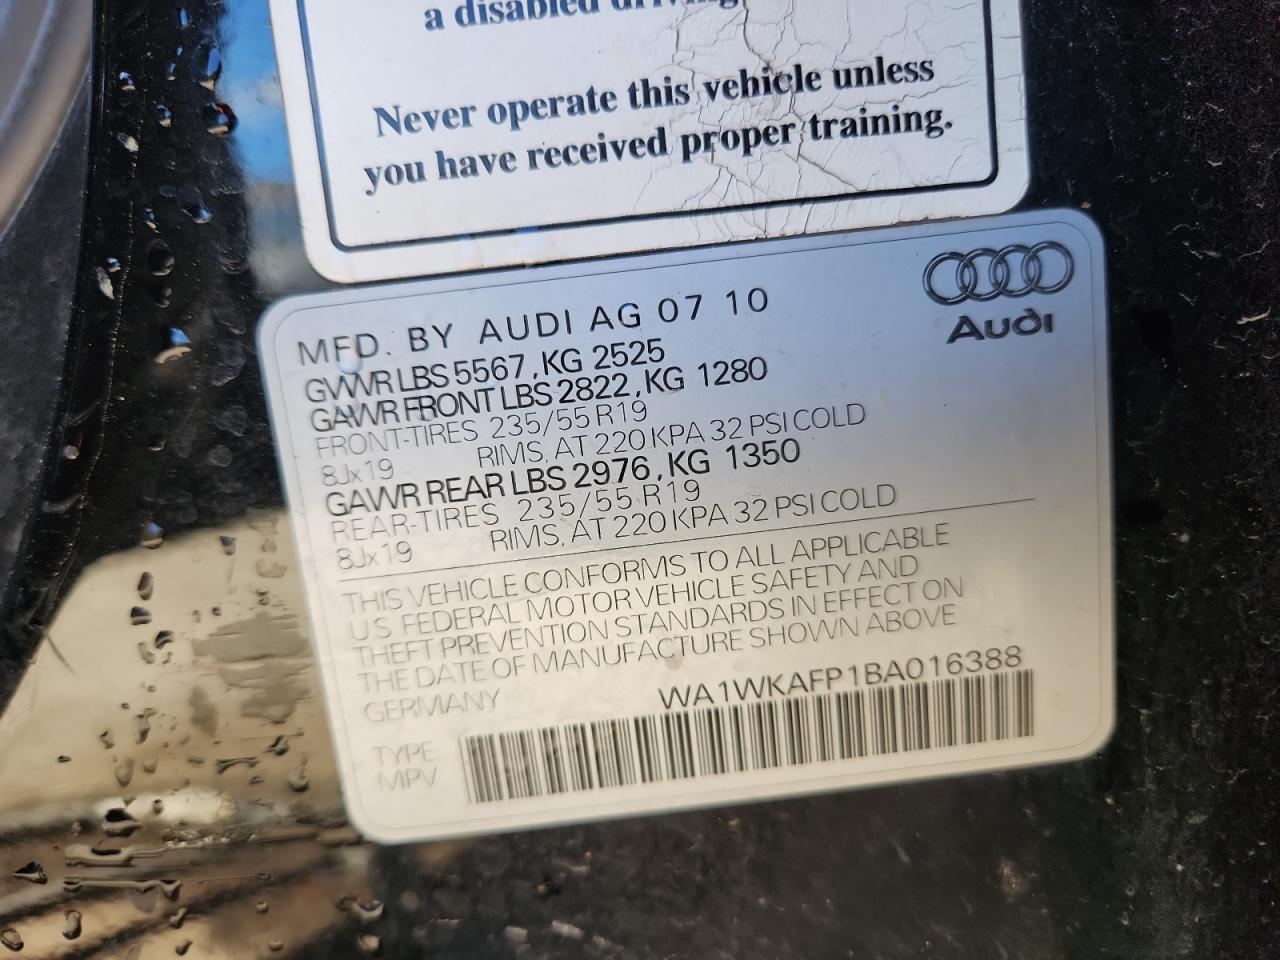 a disabled driving
Never operate this vehicle unless
you have received proper training.
Audi
MFD. BY AUDI AG 07 10
GVWR LBS 5567, KG 2525
GAWR FRONT LBS 2822, KG 1280
FRONT-TIRES 235/55 R19
8Jx19 RIMS, AT 220 KPA 32 PSI COLD
GAWR REAR LBS 2976, KG 1350
REAR-TIRES 235/55 R19
8Jx19 RIMS, AT 220 KPA 32 PSI COLD
THIS VEHICLE CONFORMS TO ALL APPLICABLE
US FEDERAL MOTOR VEHICLE SAFETY AND
THEFT PREVENTION STANDARDS IN EFFECT ON
THE DATE OF MANUFACTURE SHOWN ABOVE
GERMANY WA1WKAFP1BA016388
TYPE
MPV